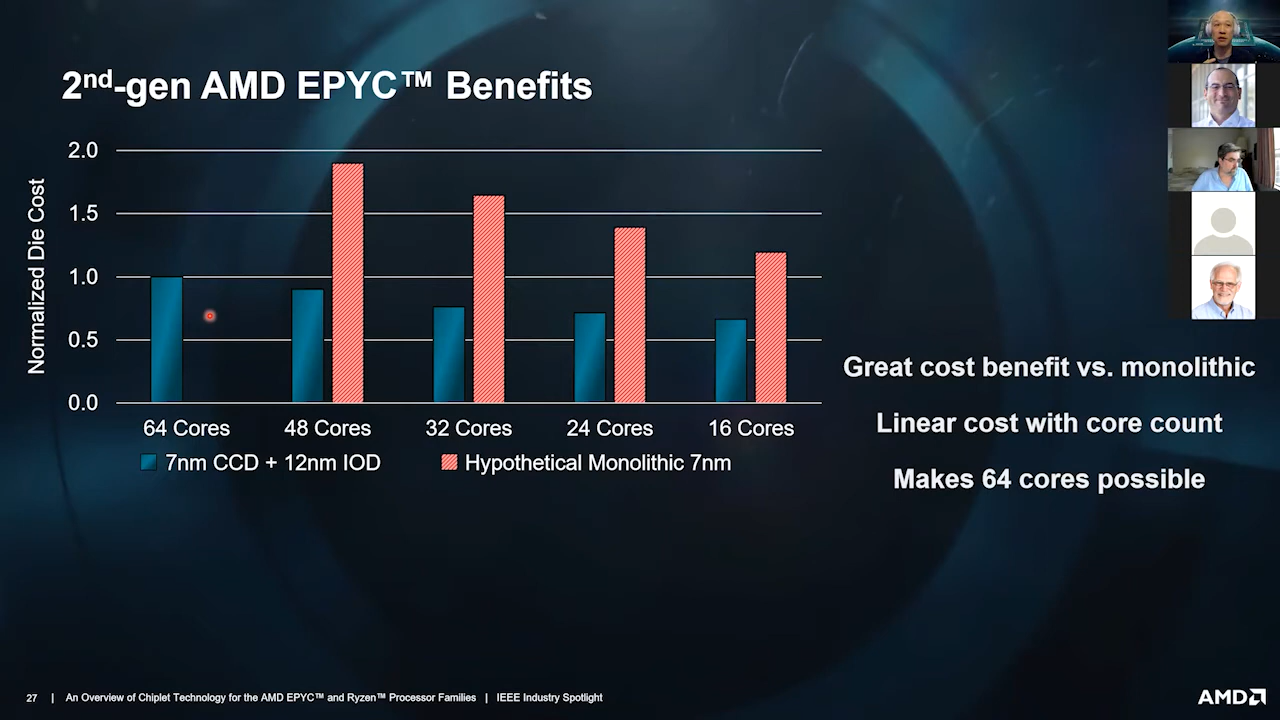 2nd-gen AMD EPYC™ Benefits
Normalized Die Cost
2.0
1.5
1.0
0.5
0.0
64 Cores
48 Cores
32 Cores
24 Cores
16 Cores
7nm CCD + 12nm IOD
Hypothetical Monolithic 7nm
Great cost benefit vs. monolithic
Linear cost with core count
Makes 64 cores possible
27 | An Overview of Chiplet Technology for the AMD EPYC™ and Ryzen™ Processor Families | IEEE Industry Spotlight
AMD